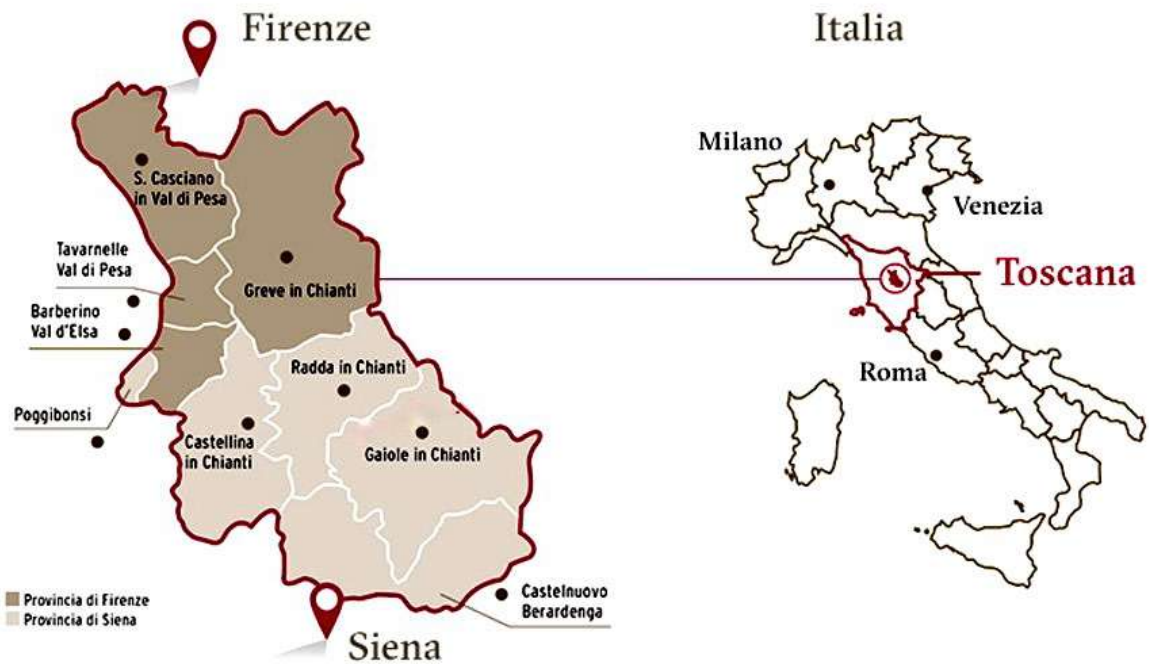 Firenze
Italia
S. Casciano
in Val di Pesa
Tavarnelle
Val di Pesa
Greve in Chianti
Barberino
Val d'Elsa
Radda in Chianti
Poggibonsi
Castellina
in Chianti
Gaiole in Chianti
Castelnuovo
Berardenga
Provincia di Firenze
Provincia di Siena
Siena
Milano
Venezia
Toscana
Roma